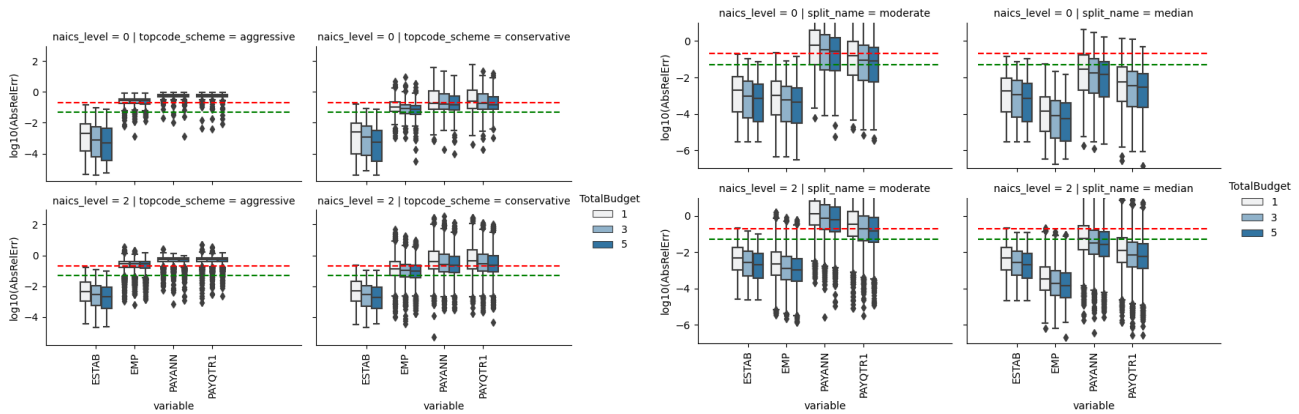 naics_level = 0 | topcode_scheme = aggressive
naics_level = 0 | topcode_scheme = conservative
log10(AbsRelErr)
2
0
−2
−4
naics_level = 2 | topcode_scheme = aggressive
naics_level = 2 | topcode_scheme = conservative
log10(AbsRelErr)
2
0
−2
−4
ESTAB
EMP
PAYANN
PAYQTR1
variable
ESTAB
EMP
PAYANN
PAYQTR1
variable
TotalBudget
1
3
5
naics_level = 0 | split_name = moderate
naics_level = 0 | split_name = median
log10(AbsRelErr)
0
−2
−4
−6
naics_level = 2 | split_name = moderate
naics_level = 2 | split_name = median
log10(AbsRelErr)
0
−2
−4
−6
ESTAB
EMP
PAYANN
PAYQTR1
variable
ESTAB
EMP
PAYANN
PAYQTR1
variable
TotalBudget
1
3
5